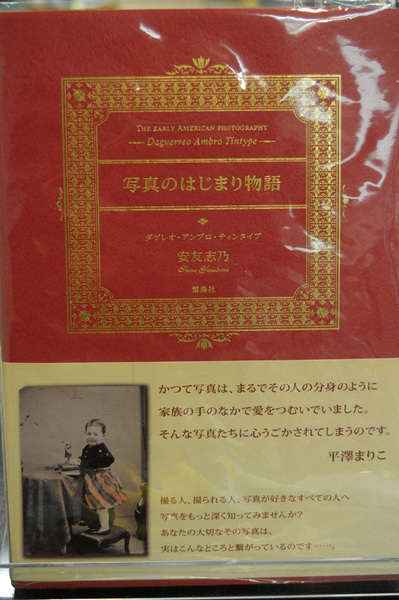 THE EARLY AMERICAN PHOTOGRAPHY
Daguerreo Ambro Tintype
写真のはじまり物語
ダゲレオ・アンブロ・ティンタイプ
安友志乃
Shino Yasutomo
雷鳥社
かつて写真は、まるでその人の分身のように
家族の手のなかで愛をつむいでいました。
そんな写真たちに心うごかされてしまうのです。
平澤まりこ
撮る人、撮られる人、写真が好きなすべての人へ
写真をもっと深く知ってみませんか?
あなたの大切なその写真は、
実はこんなところと繋がっているのです……。